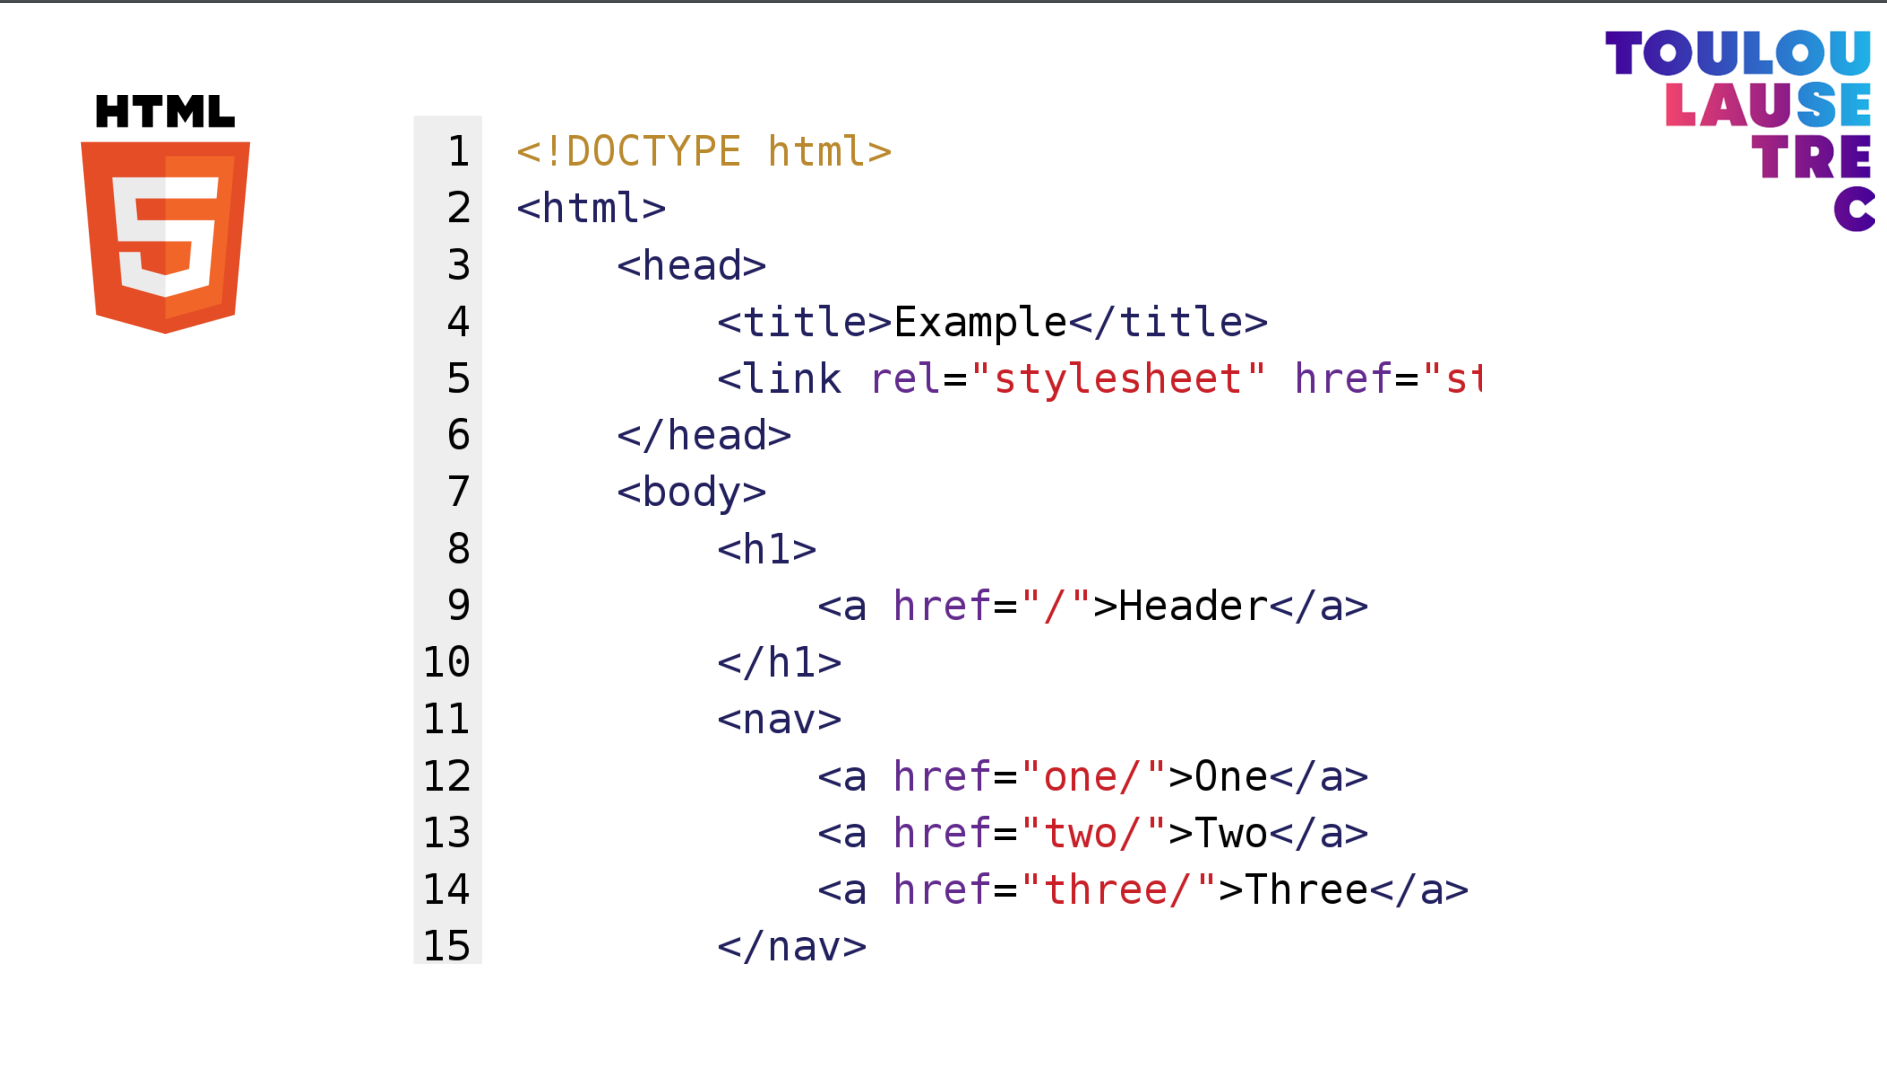 HTML
TOULOU
LAUSE
TRE
C
1 <!DOCTYPE html>
2 <html>
3 <head>
4 <title>Example</title>
5 <link rel="stylesheet" href="st
6 </head>
7 <body>
8 <h1>
9 <a href="/">Header</a>
10 </h1>
11 <nav>
12 <a href="one/">One</a>
13 <a href="two/">Two</a>
14 <a href="three/">Three</a>
15 </nav>